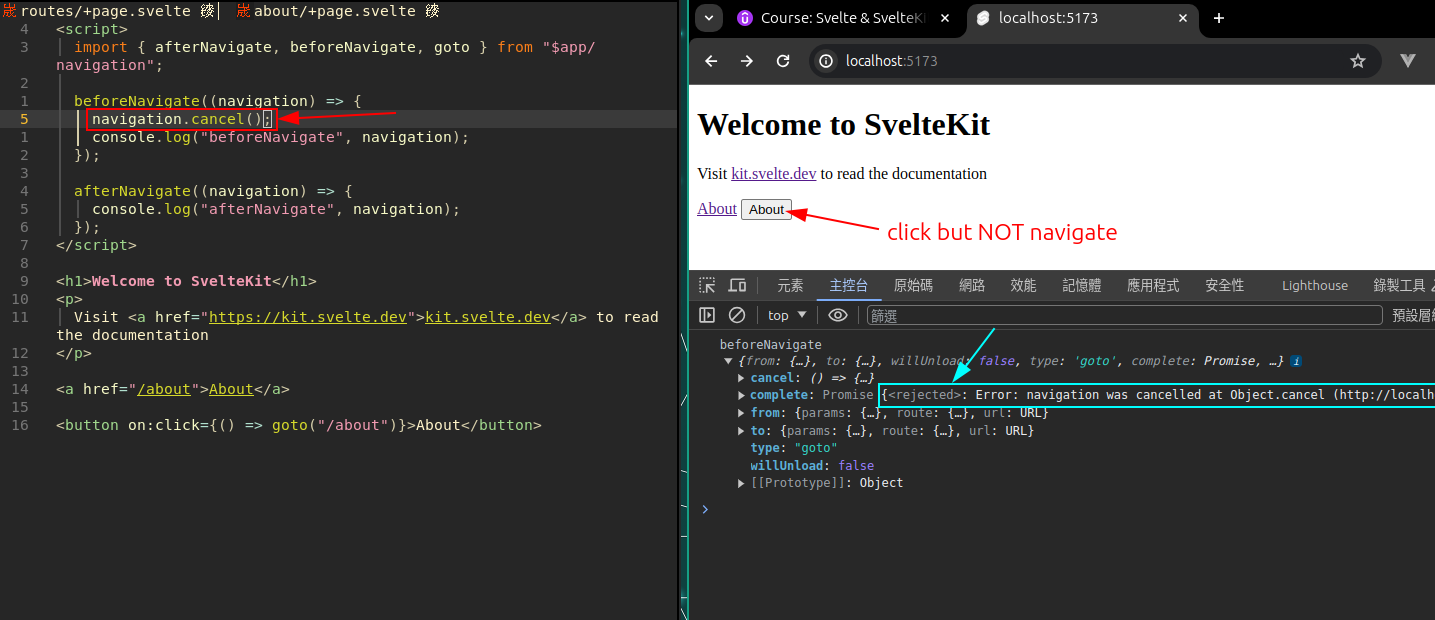 routes/+page.svelte
about/+page.svelte
4 <script>
3 import { afterNavigate, beforeNavigate, goto } from "$app/
navigation";
2
1 beforeNavigate((navigation) => {
5 navigation.cancel();
1 console.log("beforeNavigate", navigation);
2 });
3
4 afterNavigate((navigation) => {
5 console.log("afterNavigate", navigation);
6 });
7 </script>
8
9 <h1>Welcome to SvelteKit</h1>
10 <p>
11 Visit <a href="https://kit.svelte.dev">kit.svelte.dev</a> to read
the documentation
12 </p>
13
14 <a href="/about">About</a>
15
16 <button on:click={() => goto("/about")}>About</button>
Course: Svelte & SvelteKi
localhost:5173
localhost:5173
Welcome to SvelteKit
Visit kit.svelte.dev to read the documentation
About About
click but NOT navigate
元素 主控台 原始碼 網路 效能 記憶體 應用程式 安全性 Lighthouse 錄製工具
top 篩選 預設層級
beforeNavigate
{from: {…}, to: {…}, willUnload: false, type: 'goto', complete: Promise, …}
cancel: () => {…}
complete: Promise {<rejected>: Error: navigation was cancelled at Object.cancel (http://localh
from: {params: {…}, route: {…}, url: URL}
to: {params: {…}, route: {…}, url: URL}
type: "goto"
willUnload: false
[[Prototype]]: Object